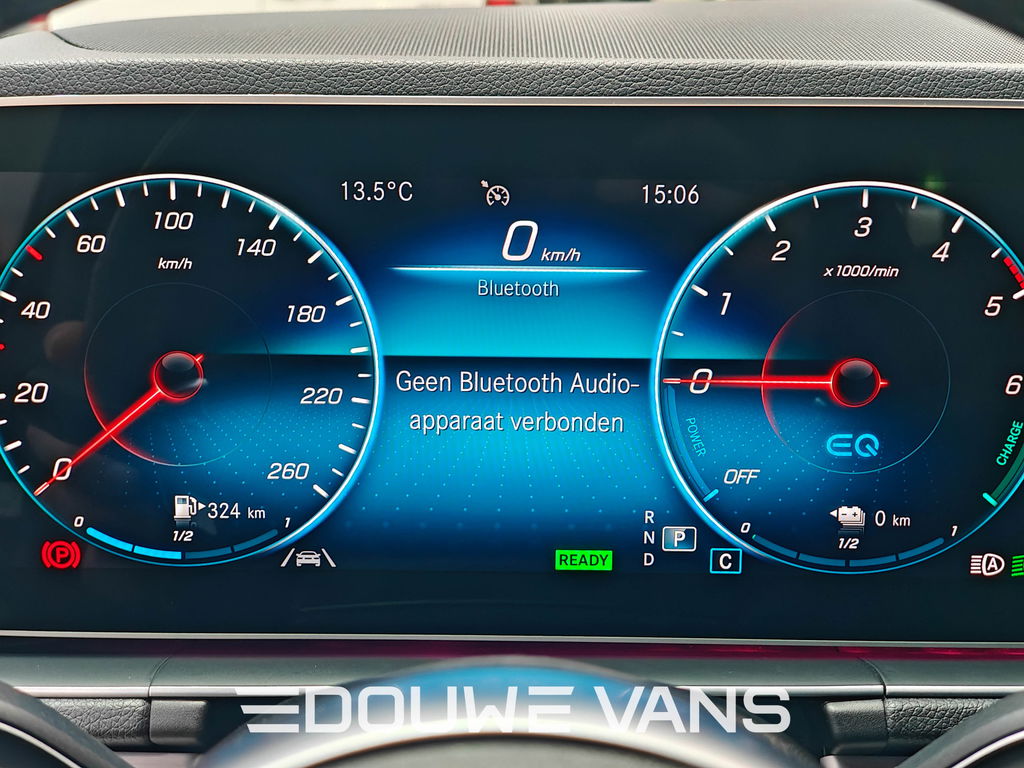 13.5°C
15:06
0 km/h
Bluetooth
Geen Bluetooth Audio-
apparaat verbonden
0
20
40
60
100
140
180
220
260
km/h
324 km
0 1/2 1
P
READY
R
N
D
P
C
0
1
2
3
4
5
6
x1000/min
POWER
OFF
EQ
CHARGE
0 km
0 1/2 1
A
DOUWE VANS